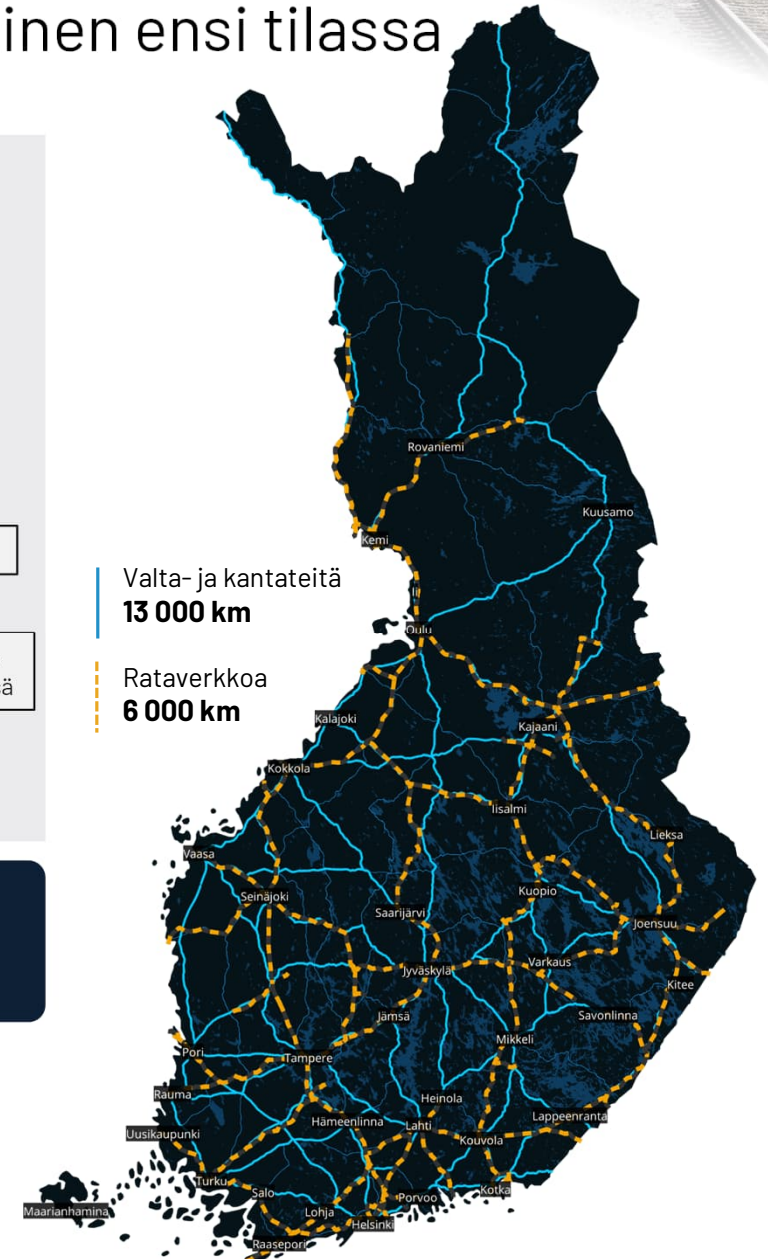 inen ensi tilassa
Rovaniemi
Kuusamo
Kemi
Valta- ja kantateitä
13 000 km
Ii
Oulu
sä
Rataverkkoa
6 000 km
Kalajoki
Kajaani
Kokkola
Iisalmi
Lieksa
Vaasa
Kuopio
Seinäjoki
Saarijärvi
Joensuu
Varkaus
Jyväskylä
Kitee
Jämsä
Savonlinna
Mikkeli
Pori
Tampere
Rauma
Heinola
Lappeenranta
Hämeenlinna
Lahti
Uusikaupunki
Kouvola
Turku
Salo
Kotka
Porvoo
Maarianhamina
Lohja
Helsinki
Raasepori